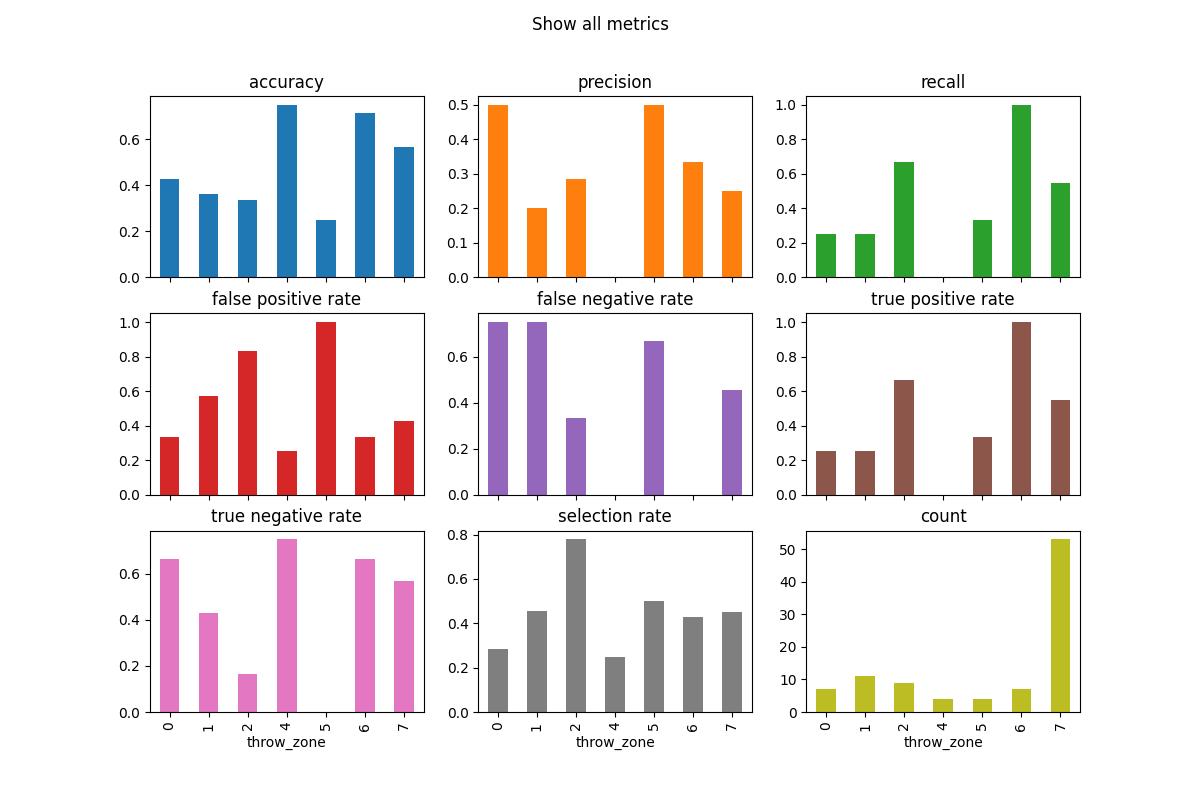 Show all metrics
accuracy
0.6
0.4
0.2
0.0
precision
0.5
0.4
0.3
0.2
0.1
0.0
recall
1.0
0.8
0.6
0.4
0.2
0.0
false positive rate
1.0
0.8
0.6
0.4
0.2
0.0
false negative rate
0.6
0.4
0.2
0.0
true positive rate
1.0
0.8
0.6
0.4
0.2
0.0
true negative rate
0.6
0.4
0.2
0.0
0 1 2 4 5 6 7
throw_zone
selection rate
0.8
0.6
0.4
0.2
0.0
0 1 2 4 5 6 7
throw_zone
count
50
40
30
20
10
0
0 1 2 4 5 6 7
throw_zone